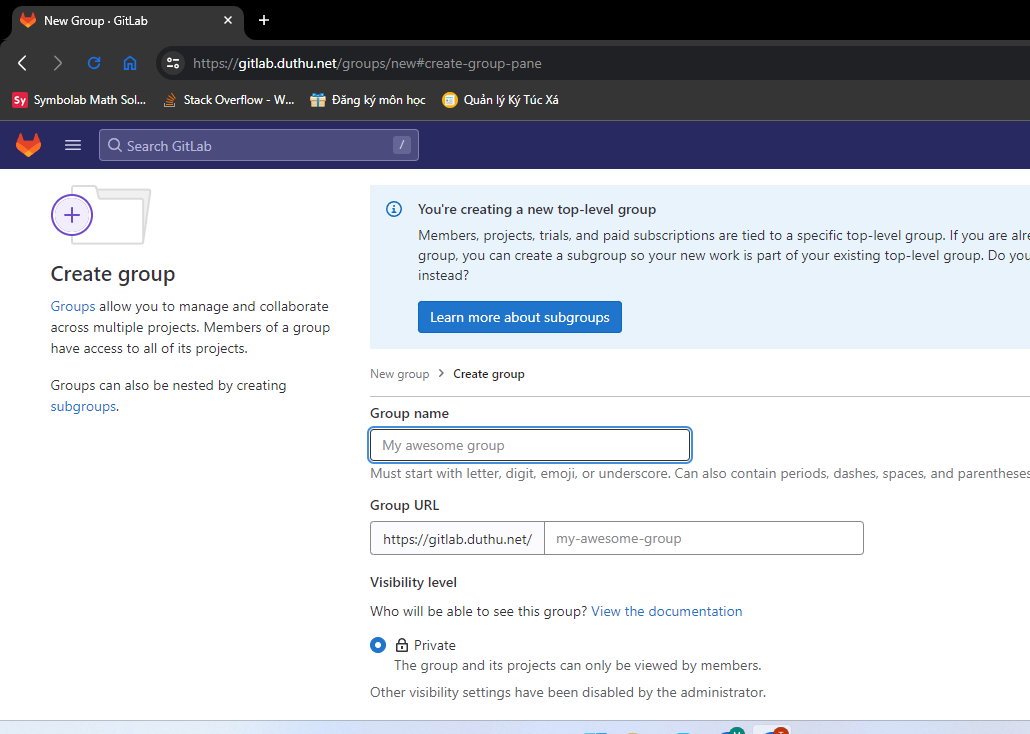 New Group · GitLab
https://gitlab.duthu.net/groups/new#create-group-pane
Sy Symbolab Math Sol... Stack Overflow - W... Đăng ký môn học Quản lý Ký Túc Xá
Search GitLab /
Create group
Groups allow you to manage and collaborate
across multiple projects. Members of a group
have access to all of its projects.
Groups can also be nested by creating
subgroups.
You're creating a new top-level group
Members, projects, trials, and paid subscriptions are tied to a specific top-level group. If you are alre
group, you can create a subgroup so your new work is part of your existing top-level group. Do you
instead?
Learn more about subgroups
New group > Create group
Group name
My awesome group
Must start with letter, digit, emoji, or underscore. Can also contain periods, dashes, spaces, and parentheses
Group URL
https://gitlab.duthu.net/ my-awesome-group
Visibility level
Who will be able to see this group? View the documentation
Private
The group and its projects can only be viewed by members.
Other visibility settings have been disabled by the administrator.